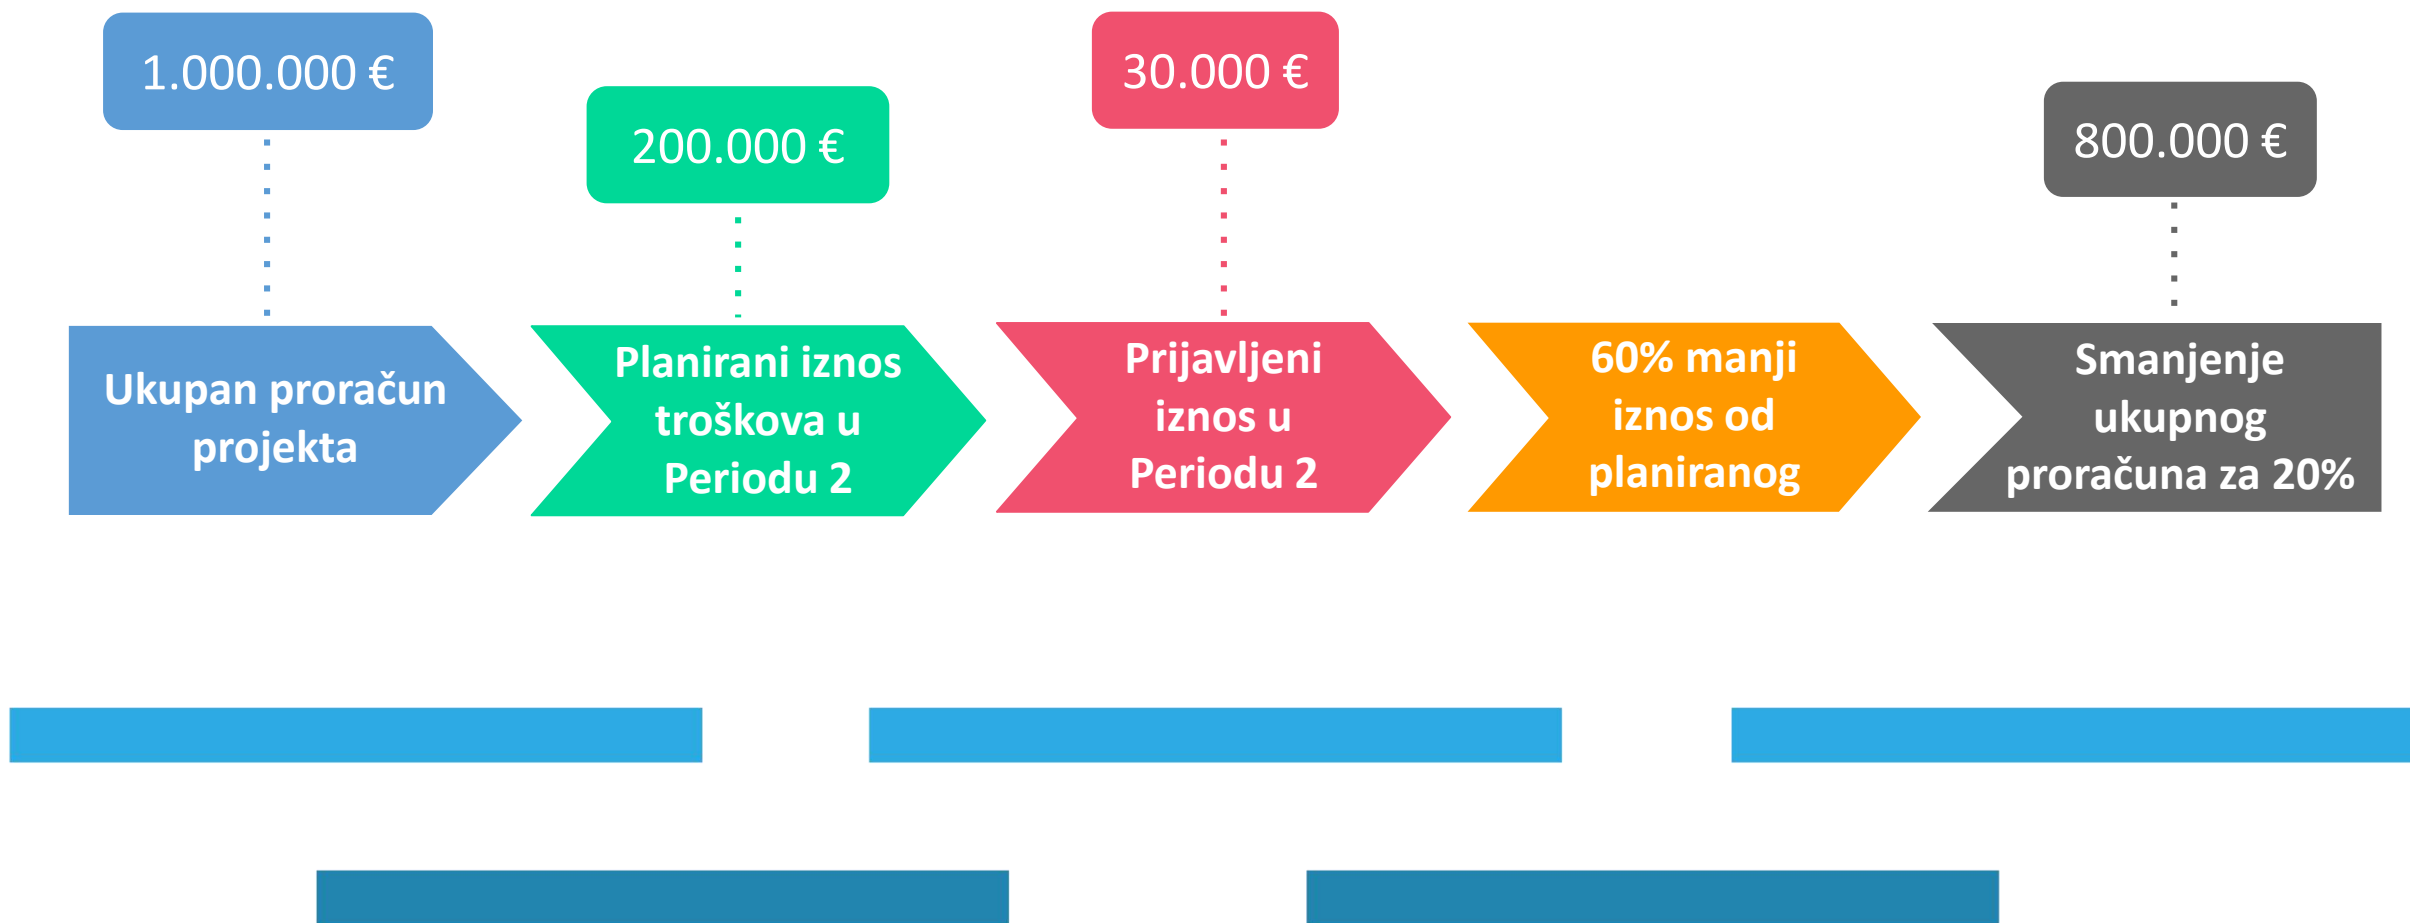 1.000.000 €
200.000 €
30.000 €
800.000 €
Ukupan proračun
projekta
Planirani iznos
troškova u
Periodu 2
Prijavljeni
iznos u
Periodu 2
60% manji
iznos od
planiranog
Smanjenje
ukupnog
proračuna za 20%